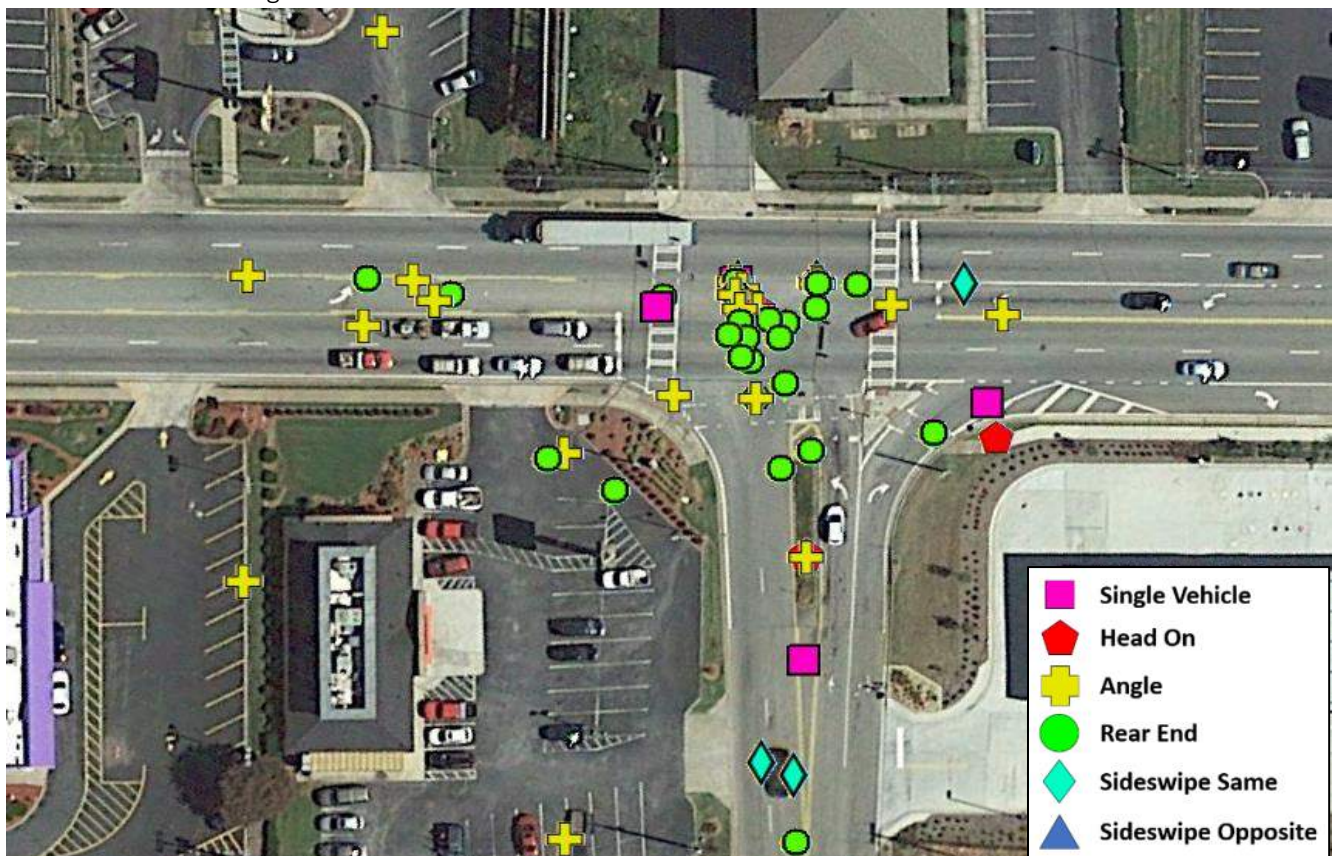 Single Vehicle
Head On
Angle
Rear End
Sideswipe Same
Sideswipe Opposite